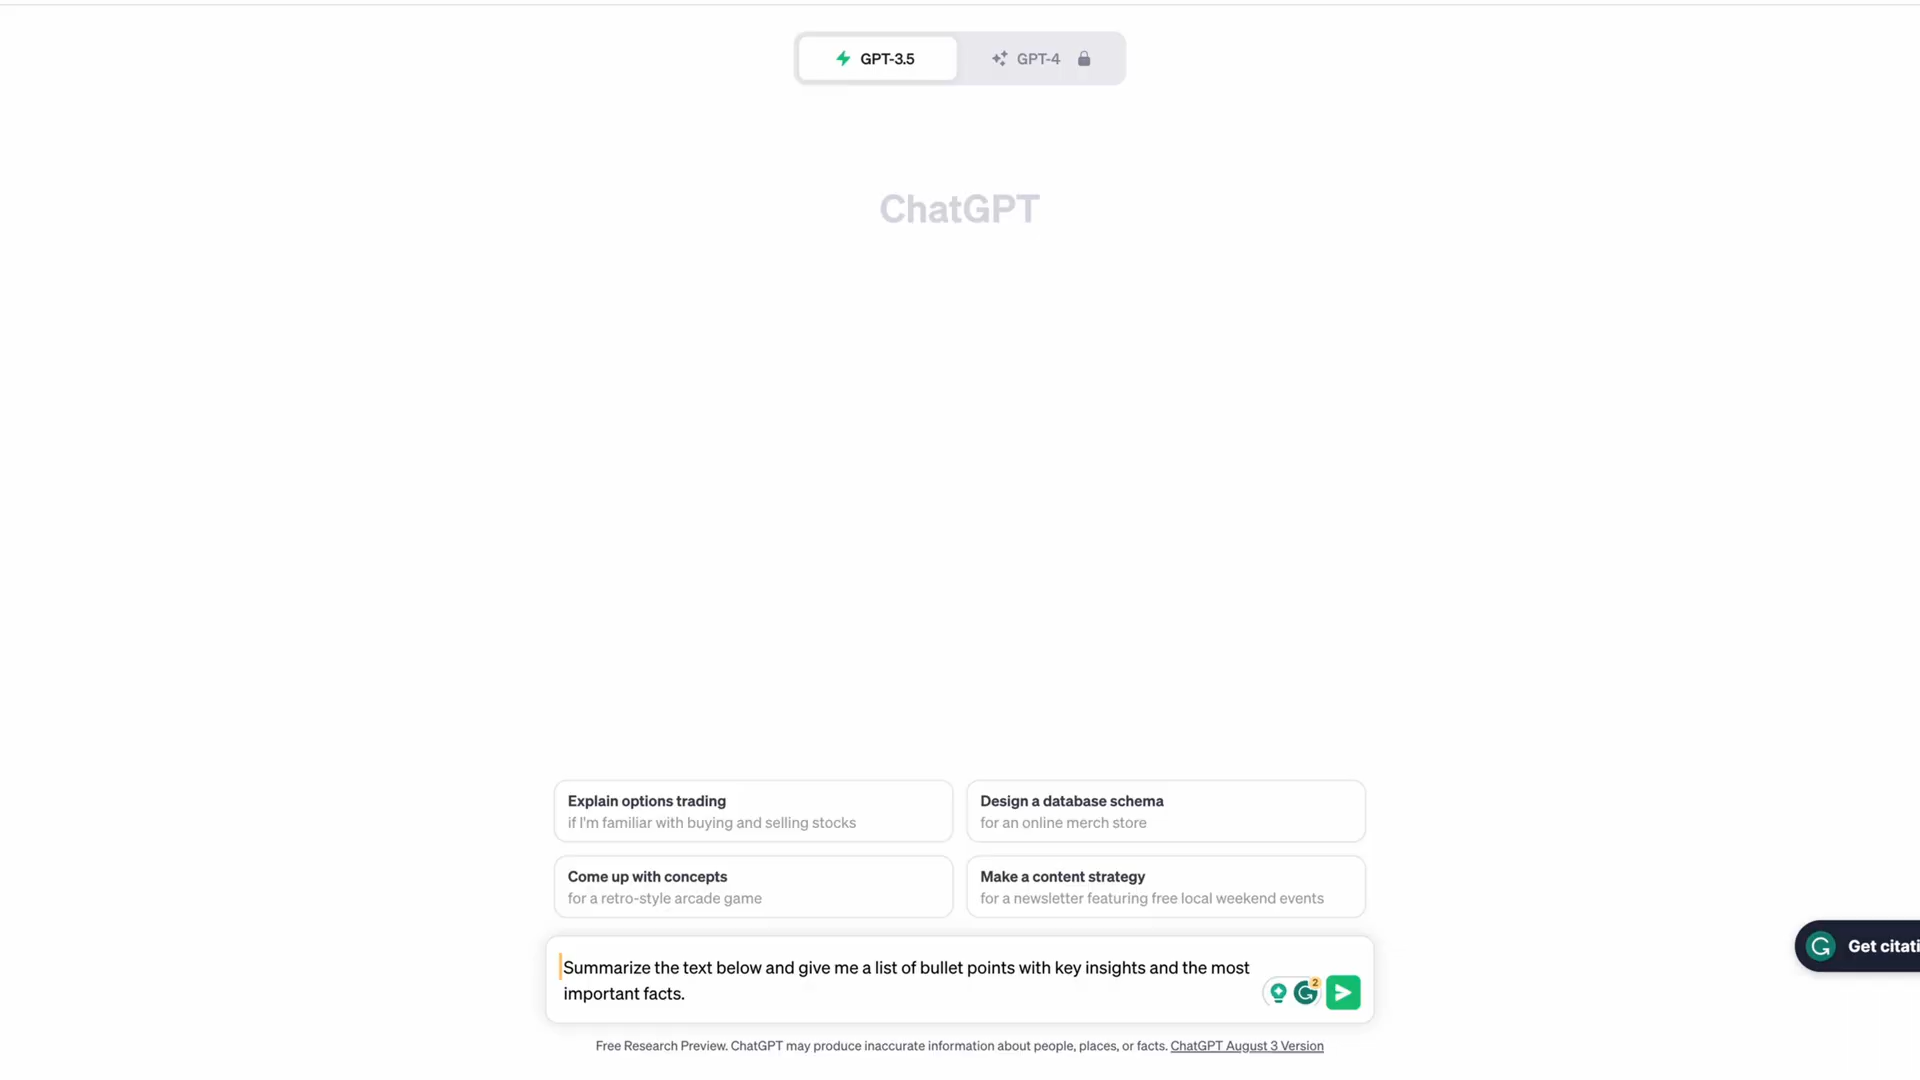 GPT-3.5
GPT-4
ChatGPT
Explain options trading
if I'm familiar with buying and selling stocks
Design a database schema
for an online merch store
Come up with concepts
for a retro-style arcade game
Make a content strategy
for a newsletter featuring free local weekend events
Summarize the text below and give me a list of bullet points with key insights and the most
important facts.
2
Get citati
Free Research Preview. ChatGPT may produce inaccurate information about people, places, or facts. ChatGPT August 3 Version